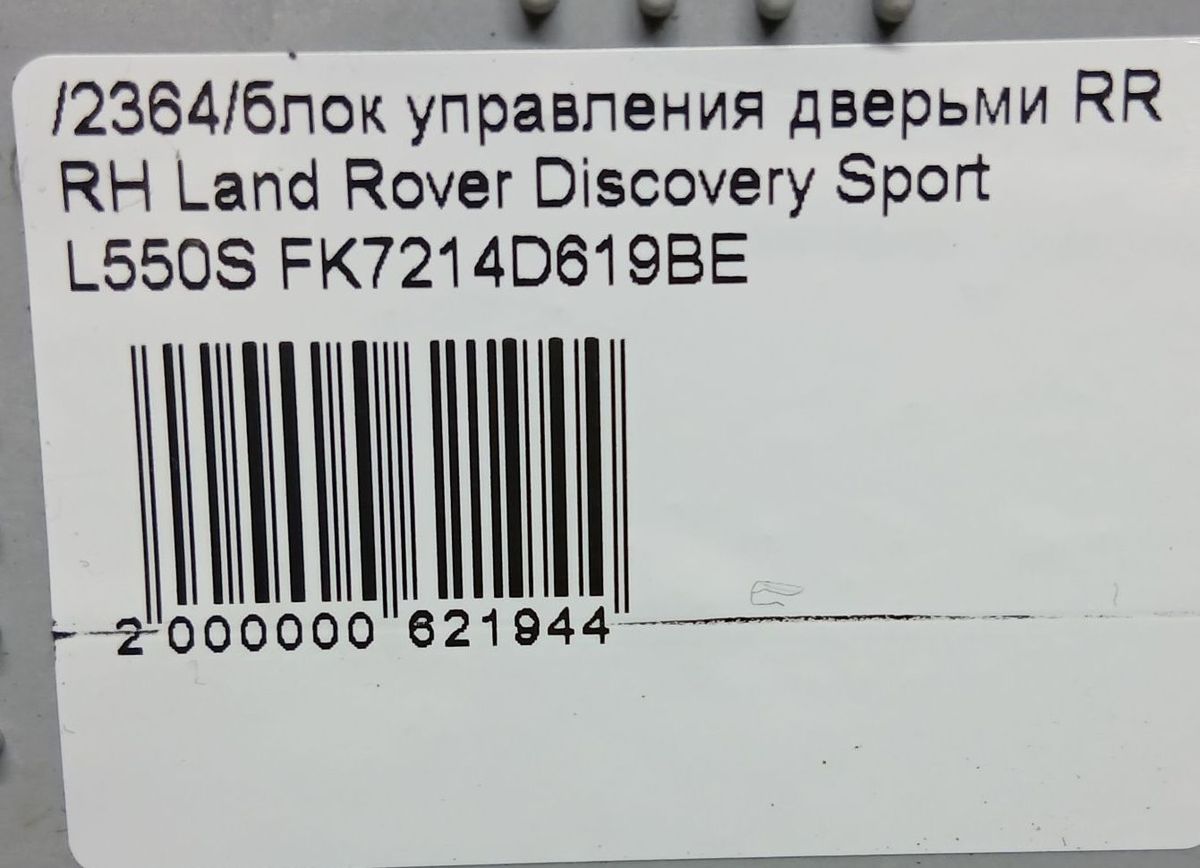 /2364/блок управления дверьми RR
RH Land Rover Discovery Sport
L550S FK7214D619BE
2 000000 621944